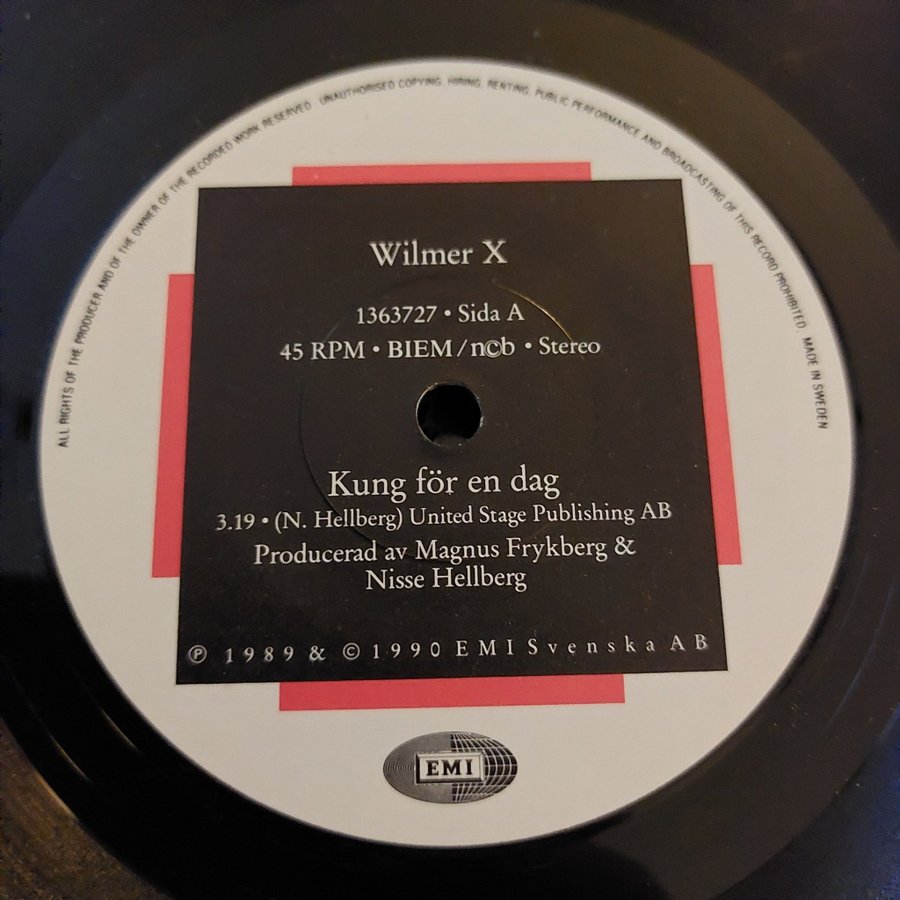 ALL RIGHTS OF THE PRODUCER AND OF THE OWNER OF THE RECORDED WORK RESERVED. UNAUTHORISED COPYING, HIRING, RENTING, PUBLIC PERFORMANCE AND BROADCASTING OF THIS RECORD PROHIBITED. MADE IN SWEDEN
Wilmer X
1363727 • Sida A
45 RPM • BIEM/n©b • Stereo
Kung för en dag
3.19 • (N. Hellberg) United Stage Publishing AB
Producerad av Magnus Frykberg &
Nisse Hellberg
℗ 1989 & © 1990 EMI Svenska AB
EMI